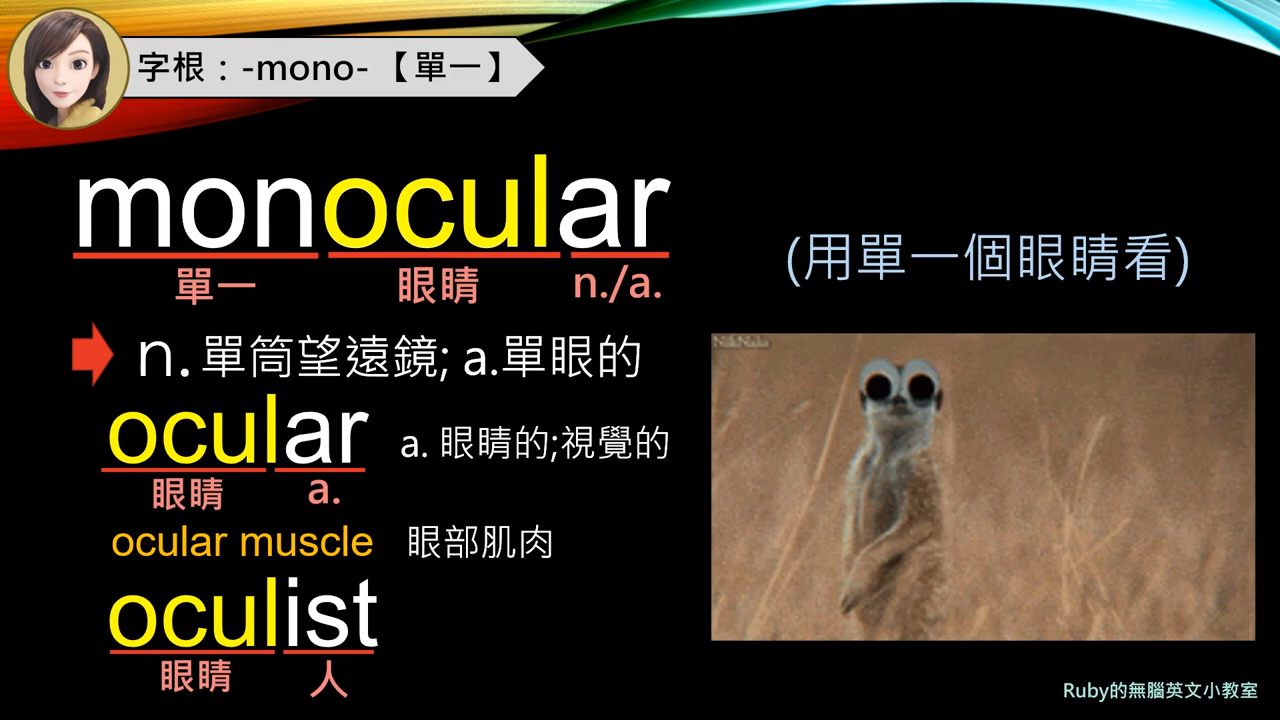 字根：-mono- 【單一】
monocular
單一 眼睛 n./a.
(用單一個眼睛看)
n. 單筒望遠鏡; a.單眼的
ocular a. 眼睛的;視覺的
眼睛 a.
ocular muscle 眼部肌肉
oculist
眼睛 人
Ruby的無腦英文小教室